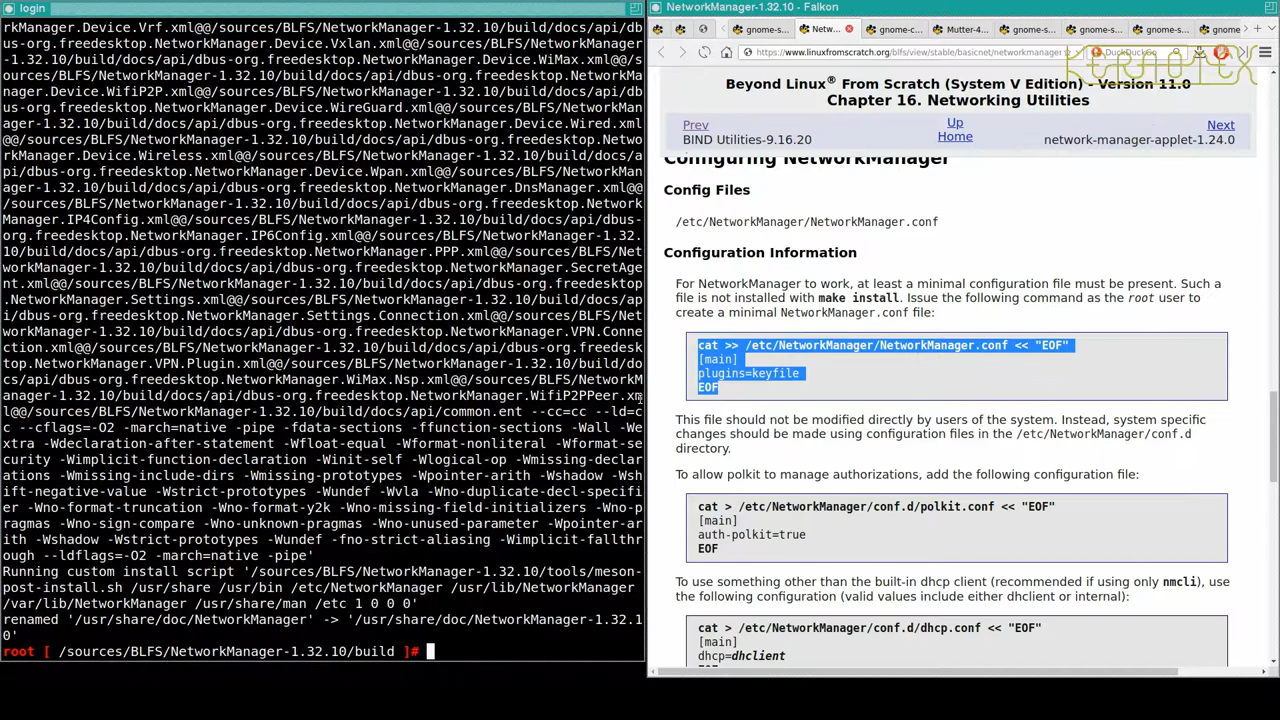 login
rkManager.Device.Vrf.xml@@/sources/BLFS/NetworkManager-1.32.10/build/docs/api/db
us-org.freedesktop.NetworkManager.Device.Vxlan.xml@@/sources/BLFS/NetworkManager
-1.32.10/build/docs/api/dbus-org.freedesktop.NetworkManager.Device.WiMax.xml@@/s
ources/BLFS/NetworkManager-1.32.10/build/docs/api/dbus-org.freedesktop.NetworkMa
nager.Device.WifiP2P.xml@@/sources/BLFS/NetworkManager-1.32.10/build/docs/api/db
us-org.freedesktop.NetworkManager.Device.WireGuard.xml@@/sources/BLFS/NetworkMan
ager-1.32.10/build/docs/api/dbus-org.freedesktop.NetworkManager.Device.Wired.xml
@@/sources/BLFS/NetworkManager-1.32.10/build/docs/api/dbus-org.freedesktop.Netwo
rkManager.Device.Wireless.xml@@/sources/BLFS/NetworkManager-1.32.10/build/docs/a
pi/dbus-org.freedesktop.NetworkManager.Device.Wpan.xml@@/sources/BLFS/NetworkMan
ager-1.32.10/build/docs/api/dbus-org.freedesktop.NetworkManager.DnsManager.xml@@
/sources/BLFS/NetworkManager-1.32.10/build/docs/api/dbus-org.freedesktop.Network
Manager.IP4Config.xml@@/sources/BLFS/NetworkManager-1.32.10/build/docs/api/dbus-
org.freedesktop.NetworkManager.IP6Config.xml@@/sources/BLFS/NetworkManager-1.32.
10/build/docs/api/dbus-org.freedesktop.NetworkManager.PPP.xml@@/sources/BLFS/Net
workManager-1.32.10/build/docs/api/dbus-org.freedesktop.NetworkManager.SecretAge
nt.xml@@/sources/BLFS/NetworkManager-1.32.10/build/docs/api/dbus-org.freedesktop
.NetworkManager.Settings.xml@@/sources/BLFS/NetworkManager-1.32.10/build/docs/ap
i/dbus-org.freedesktop.NetworkManager.Settings.Connection.xml@@/sources/BLFS/Net
workManager-1.32.10/build/docs/api/dbus-org.freedesktop.NetworkManager.VPN.Conne
ction.xml@@/sources/BLFS/NetworkManager-1.32.10/build/docs/api/dbus-org.freedesk
top.NetworkManager.VPN.Plugin.xml@@/sources/BLFS/NetworkManager-1.32.10/build/do
cs/api/dbus-org.freedesktop.NetworkManager.WiMax.Nsp.xml@@/sources/BLFS/NetworkM
anager-1.32.10/build/docs/api/dbus-org.freedesktop.NetworkManager.WifiP2PPeer.xm
l@@/sources/BLFS/NetworkManager-1.32.10/build/docs/api/common.ent --cc=cc --ld=c
c --cflags=-O2 -march=native -pipe -fdata-sections -ffunction-sections -Wall -We
xtra -Wdeclaration-after-statement -Wfloat-equal -Wformat-nonliteral -Wformat-se
curity -Wimplicit-function-declaration -Winit-self -Wlogical-op -Wmissing-declar
ations -Wmissing-include-dirs -Wmissing-prototypes -Wpointer-arith -Wshadow -Wsh
ift-negative-value -Wstrict-prototypes -Wundef -Wvla -Wno-duplicate-decl-specifi
er -Wno-format-truncation -Wno-format-y2k -Wno-missing-field-initializers -Wno-p
ragmas -Wno-sign-compare -Wno-unknown-pragmas -Wno-unused-parameter -Wpointer-ar
ith -Wshadow -Wstrict-prototypes -Wundef -fno-strict-aliasing -Wimplicit-fallthr
ough --ldflags=-O2 -march=native -pipe'
Running custom install script '/sources/BLFS/NetworkManager-1.32.10/tools/meson-
post-install.sh /usr/share /usr/bin /etc/NetworkManager /usr/lib/NetworkManager
/var/lib/NetworkManager /usr/share/man /etc 1 0 0 0'
renamed '/usr/share/doc/NetworkManager' -> '/usr/share/doc/NetworkManager-1.32.1
0'
root [ /sources/BLFS/NetworkManager-1.32.10/build ]#
NetworkManager-1.32.10 - Falkon
gnome-s Netw... gnome-c Mutter-4 gnome-s gnome-s gnome-s gnome
https://www.linuxfromscratch.org/blfs/view/stable/basicnet/networkmanager DuckDuckGo
KERNOTEX
Beyond Linux® From Scratch (System V Edition) - Version 11.0
Chapter 16. Networking Utilities
Prev Up Next
BIND Utilities-9.16.20 Home network-manager-applet-1.24.0
Configuring NetworkManager
Config Files
/etc/NetworkManager/NetworkManager.conf
Configuration Information
For NetworkManager to work, at least a minimal configuration file must be present. Such a
file is not installed with make install. Issue the following command as the root user to
create a minimal NetworkManager.conf file:
cat >> /etc/NetworkManager/NetworkManager.conf << "EOF"
[main]
plugins=keyfile
EOF
This file should not be modified directly by users of the system. Instead, system specific
changes should be made using configuration files in the /etc/NetworkManager/conf.d
directory.
To allow polkit to manage authorizations, add the following configuration file:
cat > /etc/NetworkManager/conf.d/polkit.conf << "EOF"
[main]
auth-polkit=true
EOF
To use something other than the built-in dhcp client (recommended if using only nmcli), use
the following configuration (valid values include either dhclient or internal):
cat > /etc/NetworkManager/conf.d/dhcp.conf << "EOF"
[main]
dhcp=dhclient